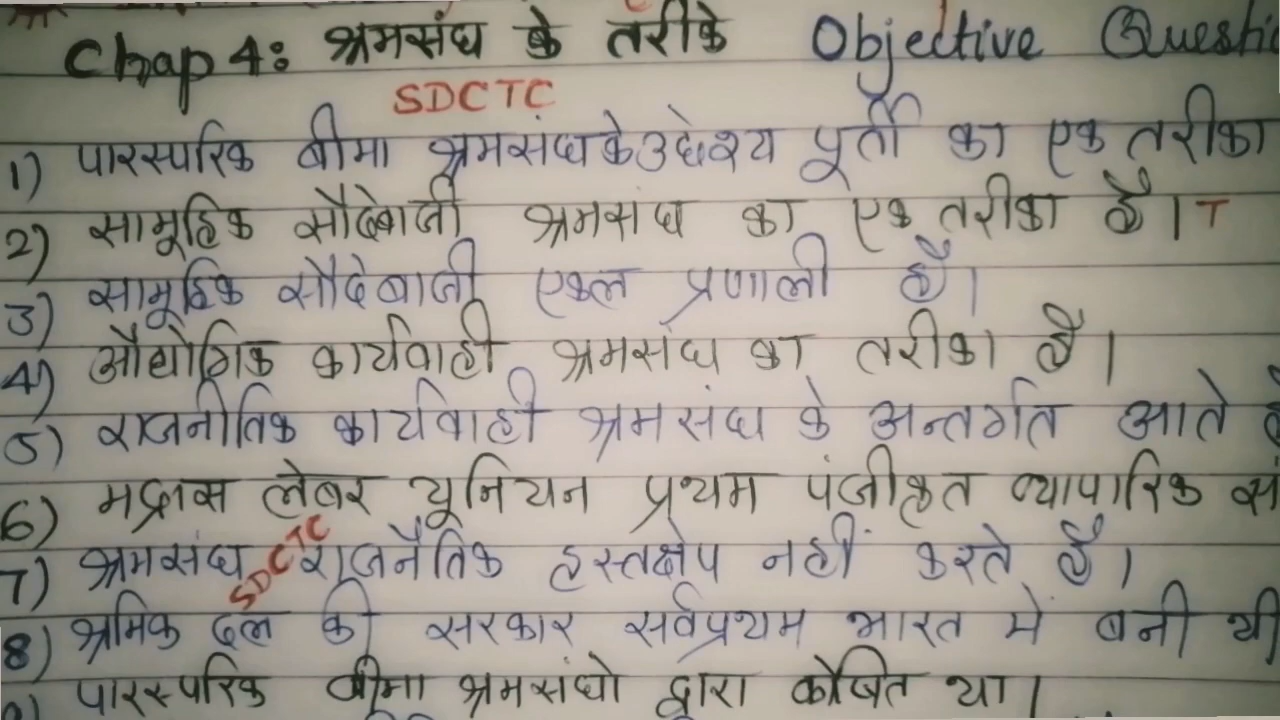 Chap 4: श्रमसंघ के तरीके Objective Questio
SDCTC
1) पारस्परिक बीमा श्रमसंघ के उद्देश्य पूर्ती का एक तरीका
2) सामूहिक सौदेबाजी श्रमसंघ का एक तरीका है। T
3) सामूहिक सौदेबाजी एकल प्रणाली है।
4) औद्योगिक कार्यवाही श्रमसंघ का तरीका है।
5) राजनीतिक कार्यवाही श्रमसंघ के अन्तर्गत आते
6) मद्रास लेबर यूनियन प्रथम पंजीकृत व्यापारिक सं
7) श्रमसंघ राजनैतिक हस्तक्षेप नहीं करते है।
SDCTC
8) श्रमिक दल की सरकार सर्वप्रथम भारत में बनी थी
9) पारस्परिक बीमा श्रमसंघो द्वारा कोषित था।